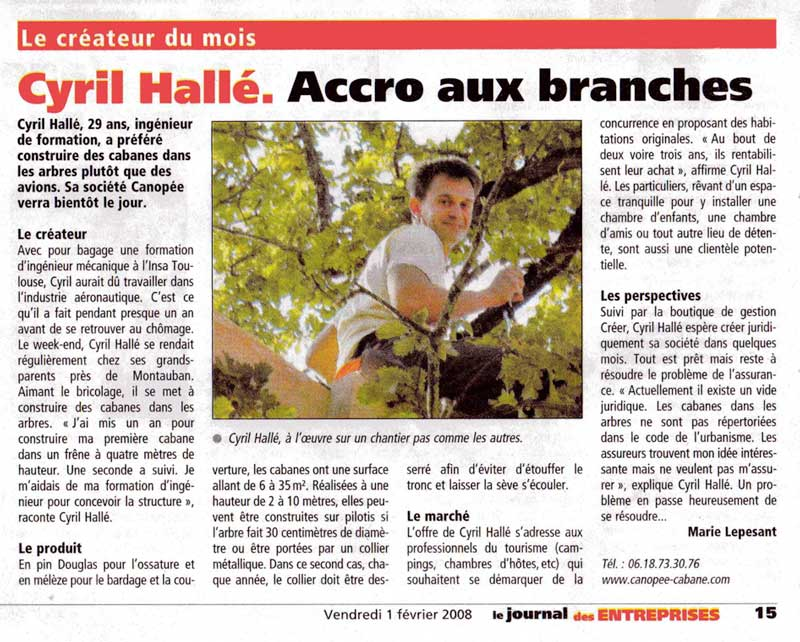 Le créateur du mois
Cyril Hallé. Accro aux branches
Cyril Hallé, 29 ans, ingénieur
de formation, a préféré
construire des cabanes dans
les arbres plutôt que des
avions. Sa société Canopée
verra bientôt le jour.
Le créateur
Avec pour bagage une formation
d'ingénieur mécanique à l'Insa Tou-
louse, Cyril aurait dû travailler dans
l'industrie aéronautique. C'est ce
qu'il a fait pendant presque un an
avant de se retrouver au chômage.
Le week-end, Cyril Hallé se rendait
régulièrement chez ses grands-
parents près de Montauban.
Aimant le bricolage, il se met à
construire des cabanes dans les
arbres. « J'ai mis un an pour
construire ma première cabane
dans un frêne à quatre mètres de
hauteur. Une seconde a suivi. Je
m'aidais de ma formation d'ingé-
nieur pour concevoir la structure »,
raconte Cyril Hallé.
Le produit
En pin Douglas pour l'ossature et
en mélèze pour le bardage et la cou-
Cyril Hallé, à l'œuvre sur un chantier pas comme les autres.
verture, les cabanes ont une surface
allant de 6 à 35 m². Réalisées à une
hauteur de 2 à 10 mètres, elles peu-
vent être construites sur pilotis si
l'arbre fait 30 centimètres de diamè-
tre ou être portées par un collier
métallique. Dans ce second cas, cha-
que année, le collier doit être des-
serré afin d'éviter d'étouffer le
tronc et laisser la sève s'écouler.
Le marché
L'offre de Cyril Hallé s'adresse aux
professionnels du tourisme (cam-
pings, chambres d'hôtes, etc) qui
souhaitent se démarquer de la
concurrence en proposant des habi-
tations originales. « Au bout de
deux voire trois ans, ils rentabili-
sent leur achat », affirme Cyril Hal-
lé. Les particuliers, rêvant d'un espa-
ce tranquille pour y installer une
chambre d'enfants, une chambre
d'amis ou tout autre lieu de déten-
te, sont aussi une clientèle poten-
tielle.
Les perspectives
Suivi par la boutique de gestion
Créer, Cyril Hallé espère créer juridi-
quement sa société dans quelques
mois. Tout est prêt mais reste à
résoudre le problème de l'assuran-
ce. « Actuellement il existe un vide
juridique. Les cabanes dans les
arbres ne sont pas répertoriées
dans le code de l'urbanisme. Les
assureurs trouvent mon idée intéres-
sante mais ne veulent pas m'assu-
rer », explique Cyril Hallé. Un pro-
blème en passe heureusement de
se résoudre...
Marie Lepesant
Tél. : 06.18.73.30.76
www.canopee-cabane.com
Vendredi 1 février 2008 le journal des ENTREPRISES 15